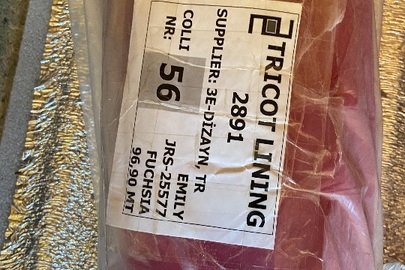 TRICOT LINING
2891
SUPPLIER: 3E-DİZAYN TR
COLLI
NR: 56
EMILY
JRS-25577
FUCHSIA
96,90 MT